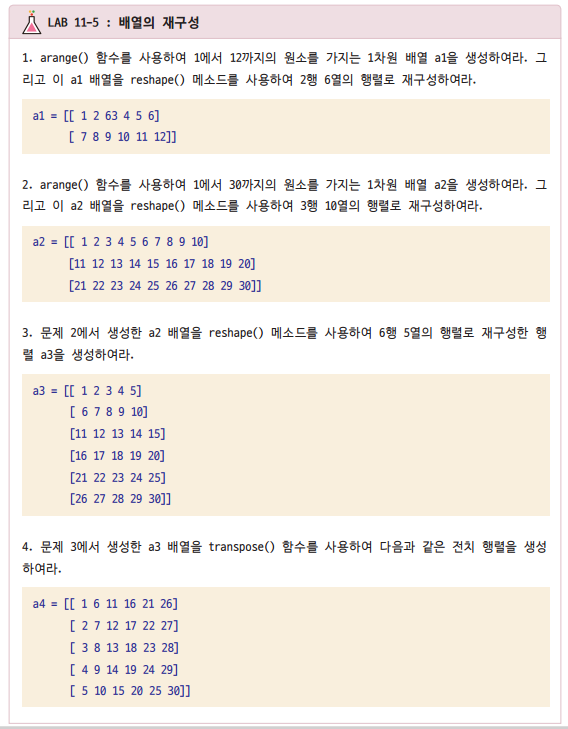 LAB 11-5 : 배열의 재구성
1. arange() 함수를 사용하여 1에서 12까지의 원소를 가지는 1차원 배열 a1을 생성하여라. 그
리고 이 a1 배열을 reshape() 메소드를 사용하여 2행 6열의 행렬로 재구성하여라.
a1 = [[ 1 2 63 4 5 6]
[ 7 8 9 10 11 12]]
2. arange() 함수를 사용하여 1에서 30까지의 원소를 가지는 1차원 배열 a2을 생성하여라. 그
리고 이 a2 배열을 reshape() 메소드를 사용하여 3행 10열의 행렬로 재구성하여라.
a2 = [[ 1 2 3 4 5 6 7 8 9 10]
[11 12 13 14 15 16 17 18 19 20]
[21 22 23 24 25 26 27 28 29 30]]
3. 문제 2에서 생성한 a2 배열을 reshape() 메소드를 사용하여 6행 5열의 행렬로 재구성한 행
렬 a3을 생성하여라.
a3 = [[ 1 2 3 4 5]
[ 6 7 8 9 10]
[11 12 13 14 15]
[16 17 18 19 20]
[21 22 23 24 25]
[26 27 28 29 30]]
4. 문제 3에서 생성한 a3 배열을 transpose() 함수를 사용하여 다음과 같은 전치 행렬을 생성
하여라.
a4 = [[ 1 6 11 16 21 26]
[ 2 7 12 17 22 27]
[ 3 8 13 18 23 28]
[ 4 9 14 19 24 29]
[ 5 10 15 20 25 30]]